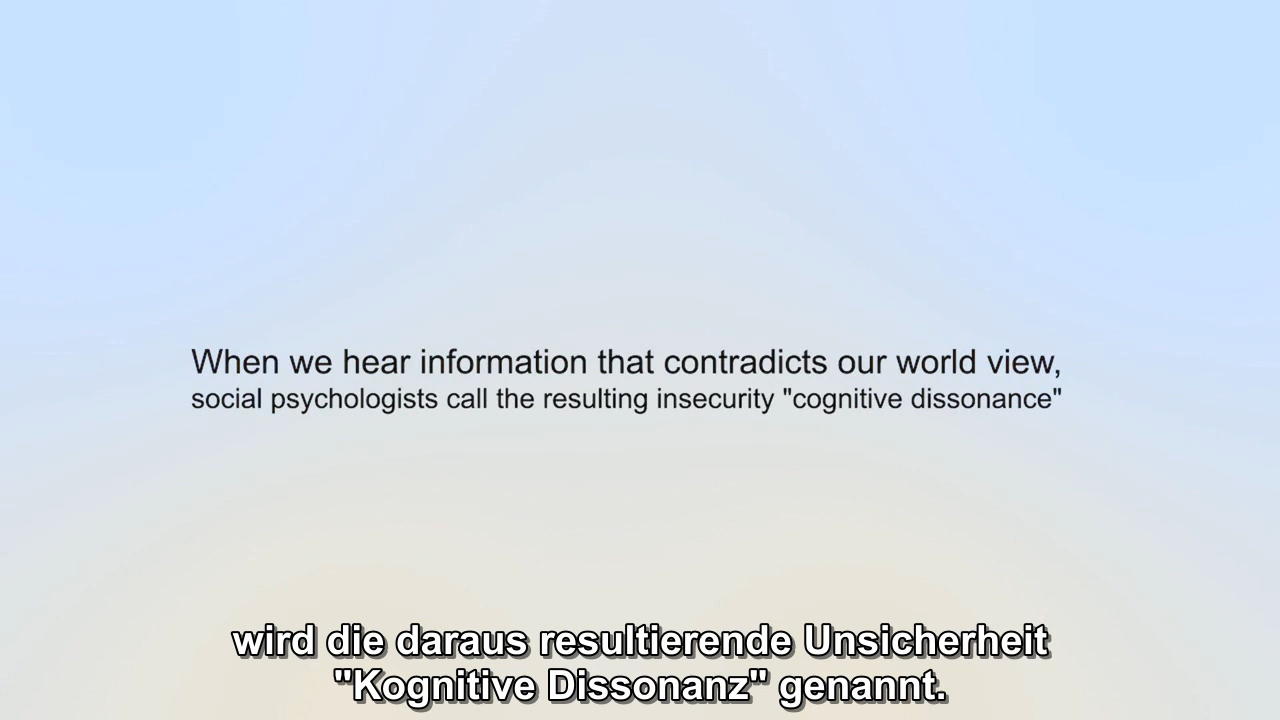 When we hear information that contradicts our world view,
social psychologists call the resulting insecurity "cognitive dissonance"
wird die daraus resultierende Unsicherheit
"Kognitive Dissonanz" genannt.